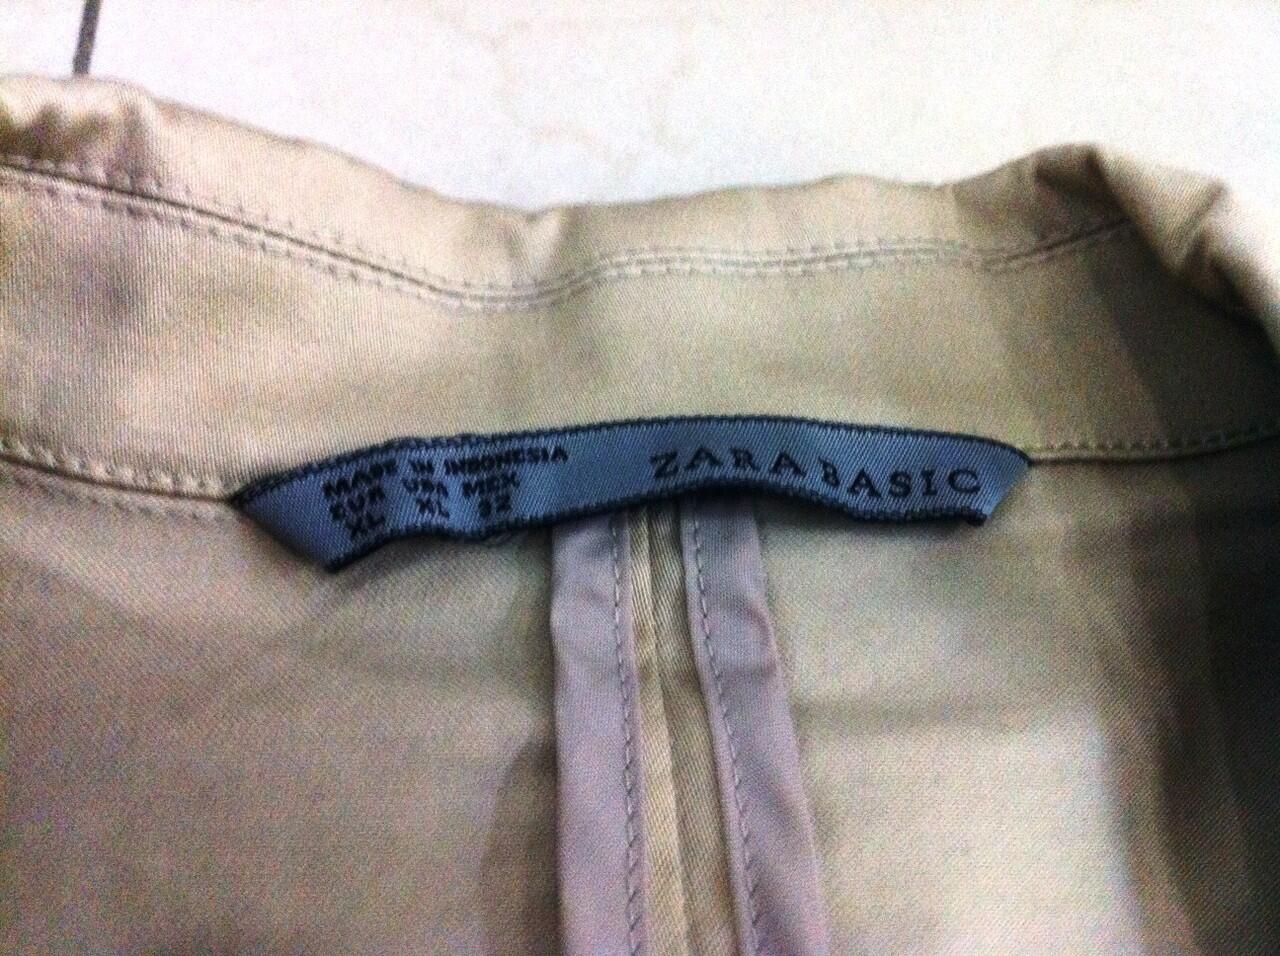 MADE IN INDONESIA
EUR USA MEX
XL XL 32
ZARA BASIC